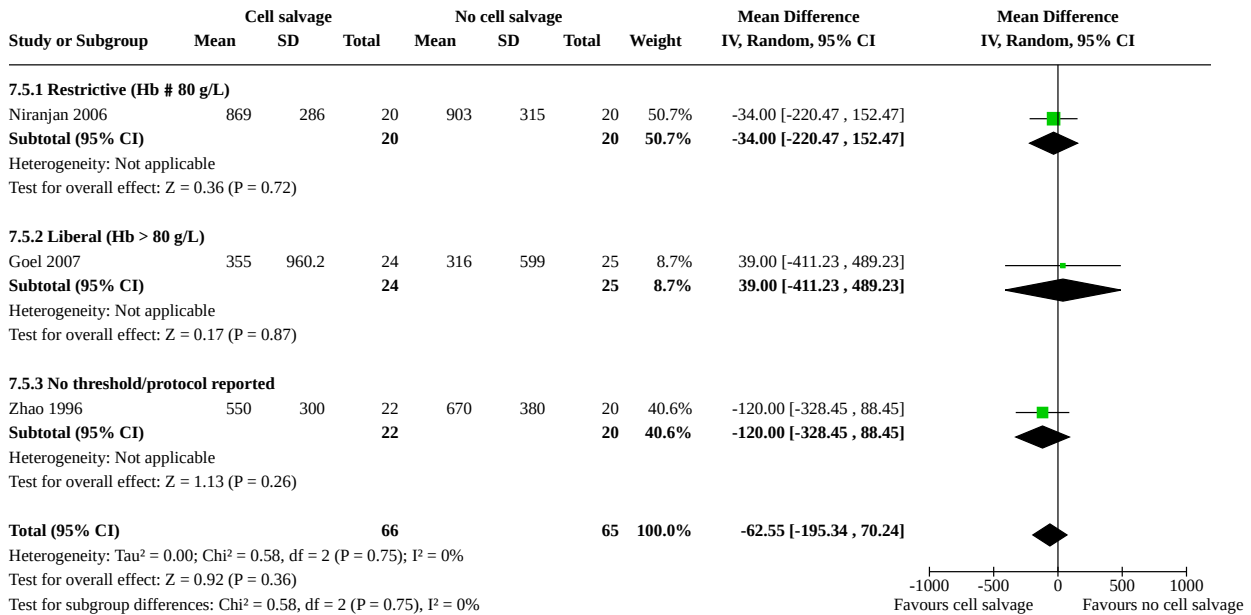 Cell salvage No cell salvage Mean Difference Mean Difference
Study or Subgroup Mean SD Total Mean SD Total Weight IV, Random, 95% CI IV, Random, 95% CI
7.5.1 Restrictive (Hb # 80 g/L)
Niranjan 2006 869 286 20 903 315 20 50.7% -34.00 [-220.47 , 152.47]
Subtotal (95% CI) 20 20 50.7% -34.00 [-220.47 , 152.47]
Heterogeneity: Not applicable
Test for overall effect: Z = 0.36 (P = 0.72)
7.5.2 Liberal (Hb > 80 g/L)
Goel 2007 355 960.2 24 316 599 25 8.7% 39.00 [-411.23 , 489.23]
Subtotal (95% CI) 24 25 8.7% 39.00 [-411.23 , 489.23]
Heterogeneity: Not applicable
Test for overall effect: Z = 0.17 (P = 0.87)
7.5.3 No threshold/protocol reported
Zhao 1996 550 300 22 670 380 20 40.6% -120.00 [-328.45 , 88.45]
Subtotal (95% CI) 22 20 40.6% -120.00 [-328.45 , 88.45]
Heterogeneity: Not applicable
Test for overall effect: Z = 1.13 (P = 0.26)
Total (95% CI) 66 65 100.0% -62.55 [-195.34 , 70.24]
Heterogeneity: Tau² = 0.00; Chi² = 0.58, df = 2 (P = 0.75); I² = 0%
Test for overall effect: Z = 0.92 (P = 0.36)
-1000 -500 0 500 1000
Test for subgroup differences: Chi² = 0.58, df = 2 (P = 0.75), I² = 0%
Favours cell salvage Favours no cell salvage